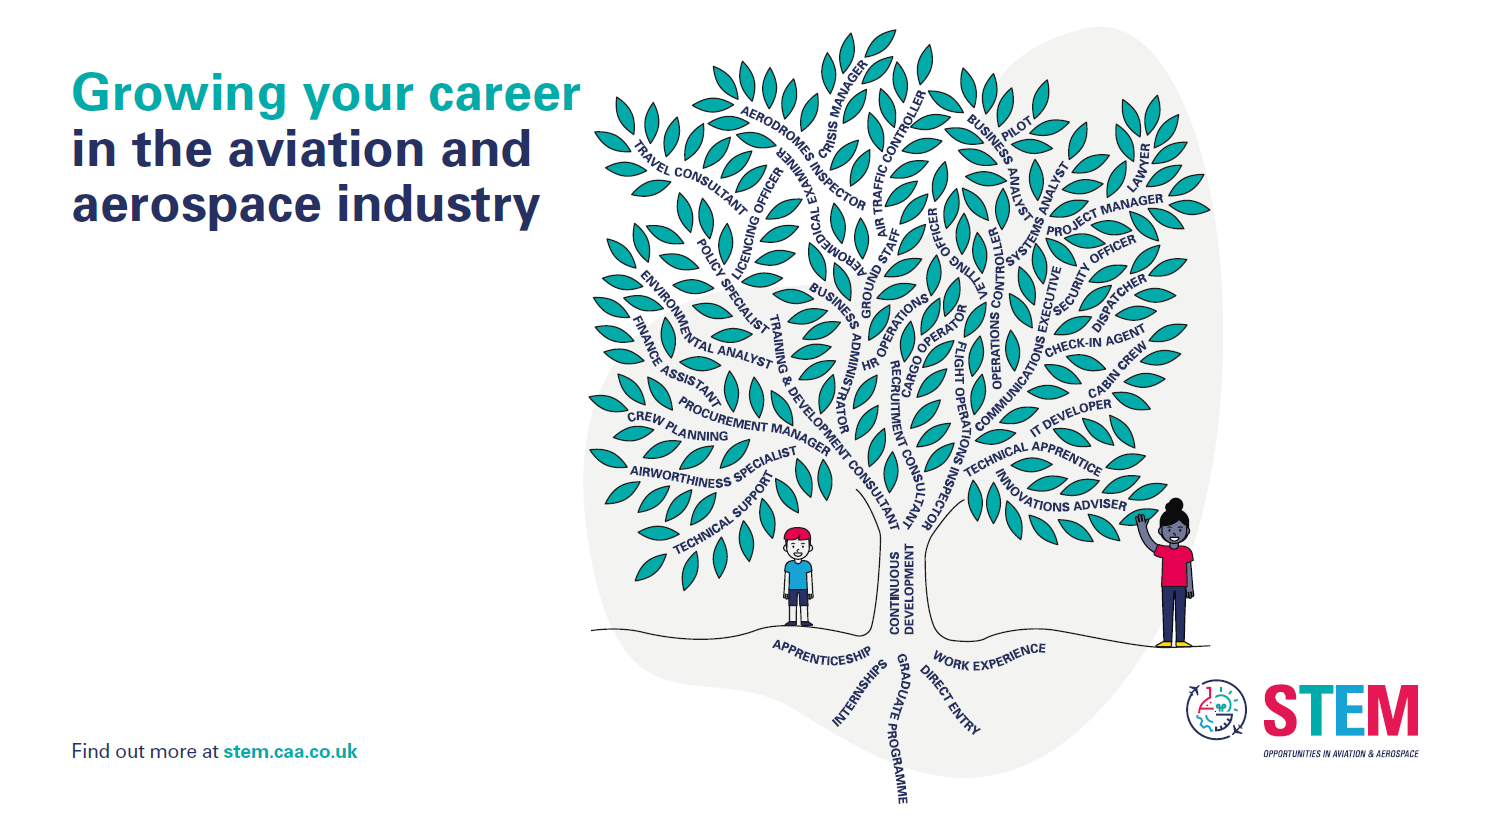 Growing your career
in the aviation and
aerospace industry
CRISIS MANAGER
AERODROMES INSPECTOR
AIR TRAFFIC CONTROLLER
BUSINESS ANALYST
PILOT
TRAVEL CONSULTANT
LICENCING OFFICER
AEROMEDICAL EXAMINER
SYSTEMS ANALYST
LAWYER
PROJECT MANAGER
POLICY SPECIALIST
GROUND STAFF
VETTING OFFICER
OPERATIONS CONTROLLER
SECURITY OFFICER
ENVIRONMENTAL ANALYST
BUSINESS ADMINISTRATOR
HR OPERATIONS
CARGO OPERATOR
COMMUNICATIONS EXECUTIVE
DISPATCHER
FINANCE ASSISTANT
TRAINING & DEVELOPMENT CONSULTANT
RECRUITMENT CONSULTANT
FLIGHT OPERATIONS INSPECTOR
CHECK-IN AGENT
CABIN CREW
PROCUREMENT MANAGER
CREW PLANNING
IT DEVELOPER
AIRWORTHINESS SPECIALIST
TECHNICAL APPRENTICE
TECHNICAL SUPPORT
INNOVATIONS ADVISER
CONTINUOUS
DEVELOPMENT
APPRENTICESHIP
INTERNSHIPS
GRADUATE PROGRAMME
DIRECT ENTRY
WORK EXPERIENCE
Find out more at stem.caa.co.uk
STEM
OPPORTUNITIES IN AVIATION & AEROSPACE